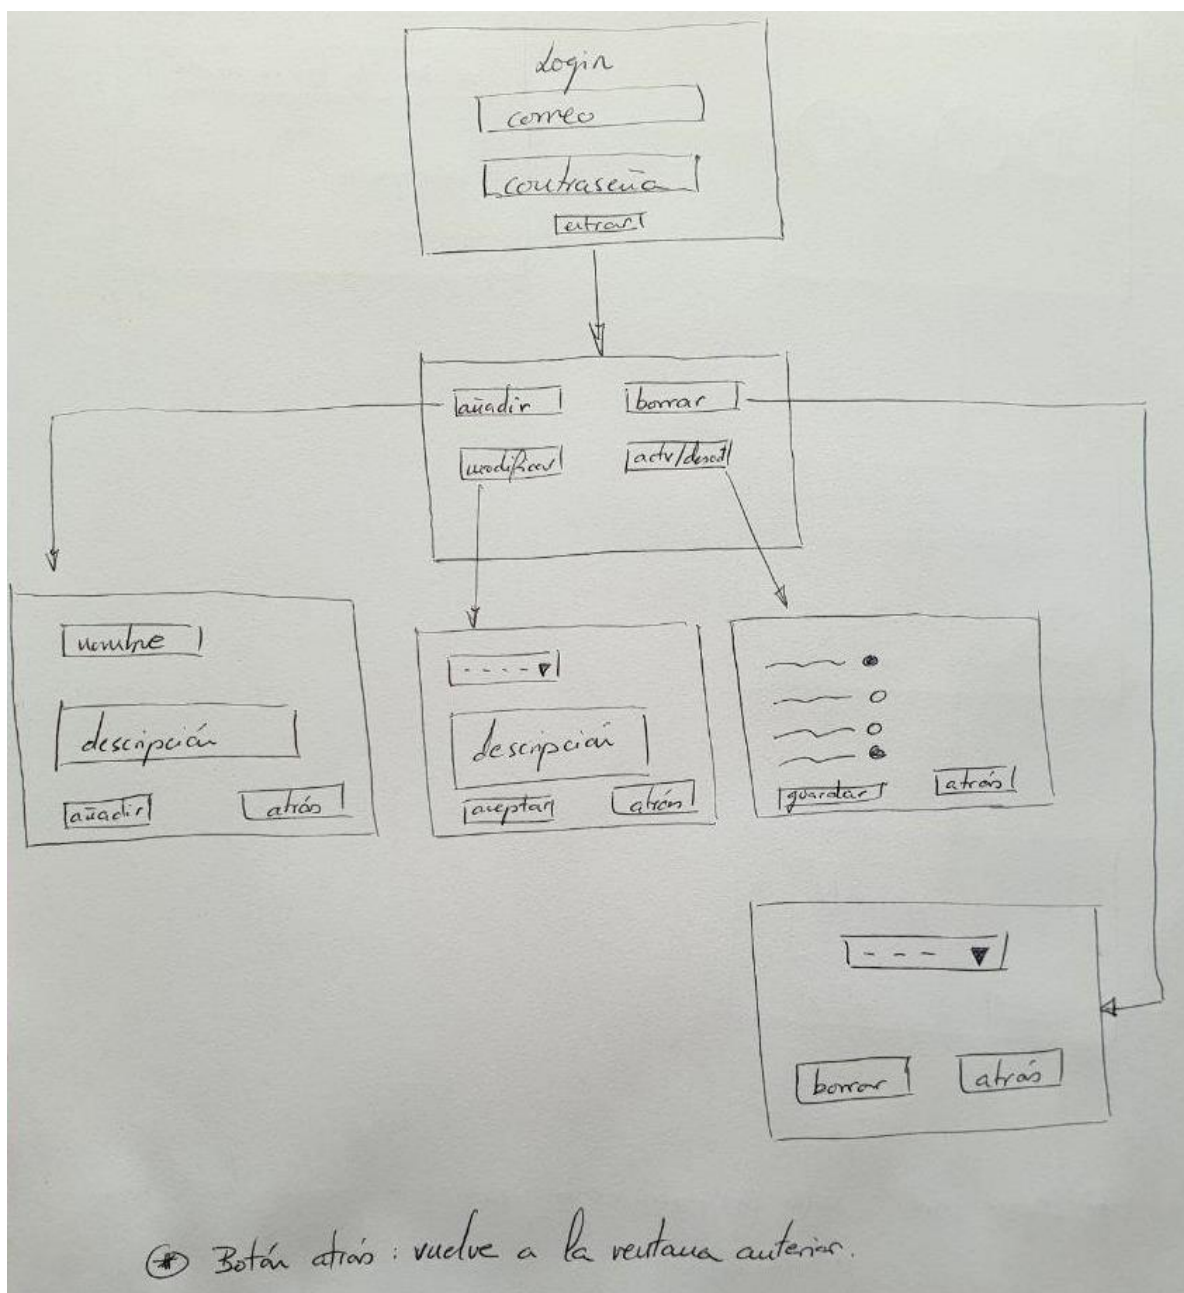 Login
correo
contraseña
entrar
añadir
borrar
modificar
actv/desact
nombre
descripción
añadir
atrás
- - - -
descripción
aceptar
atrás
guardar
atrás
- - -
borrar
atrás
* Botón atrás: vuelve a la ventana anterior.